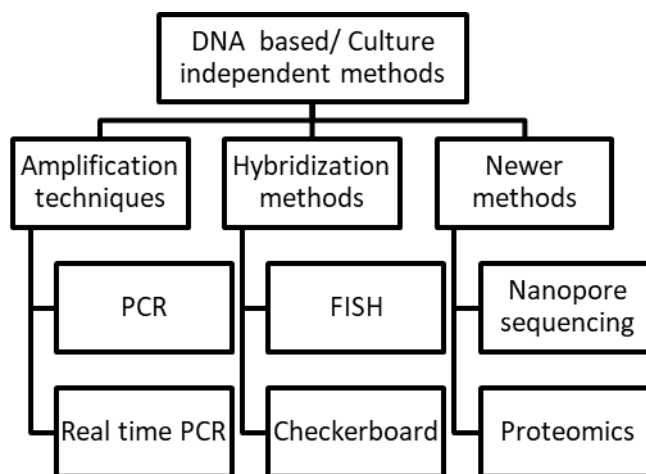 DNA based/ Culture
independent methods
Amplification
techniques
Hybridization
methods
Newer
methods
PCR
FISH
Nanopore
sequencing
Real time PCR
Checkerboard
Proteomics